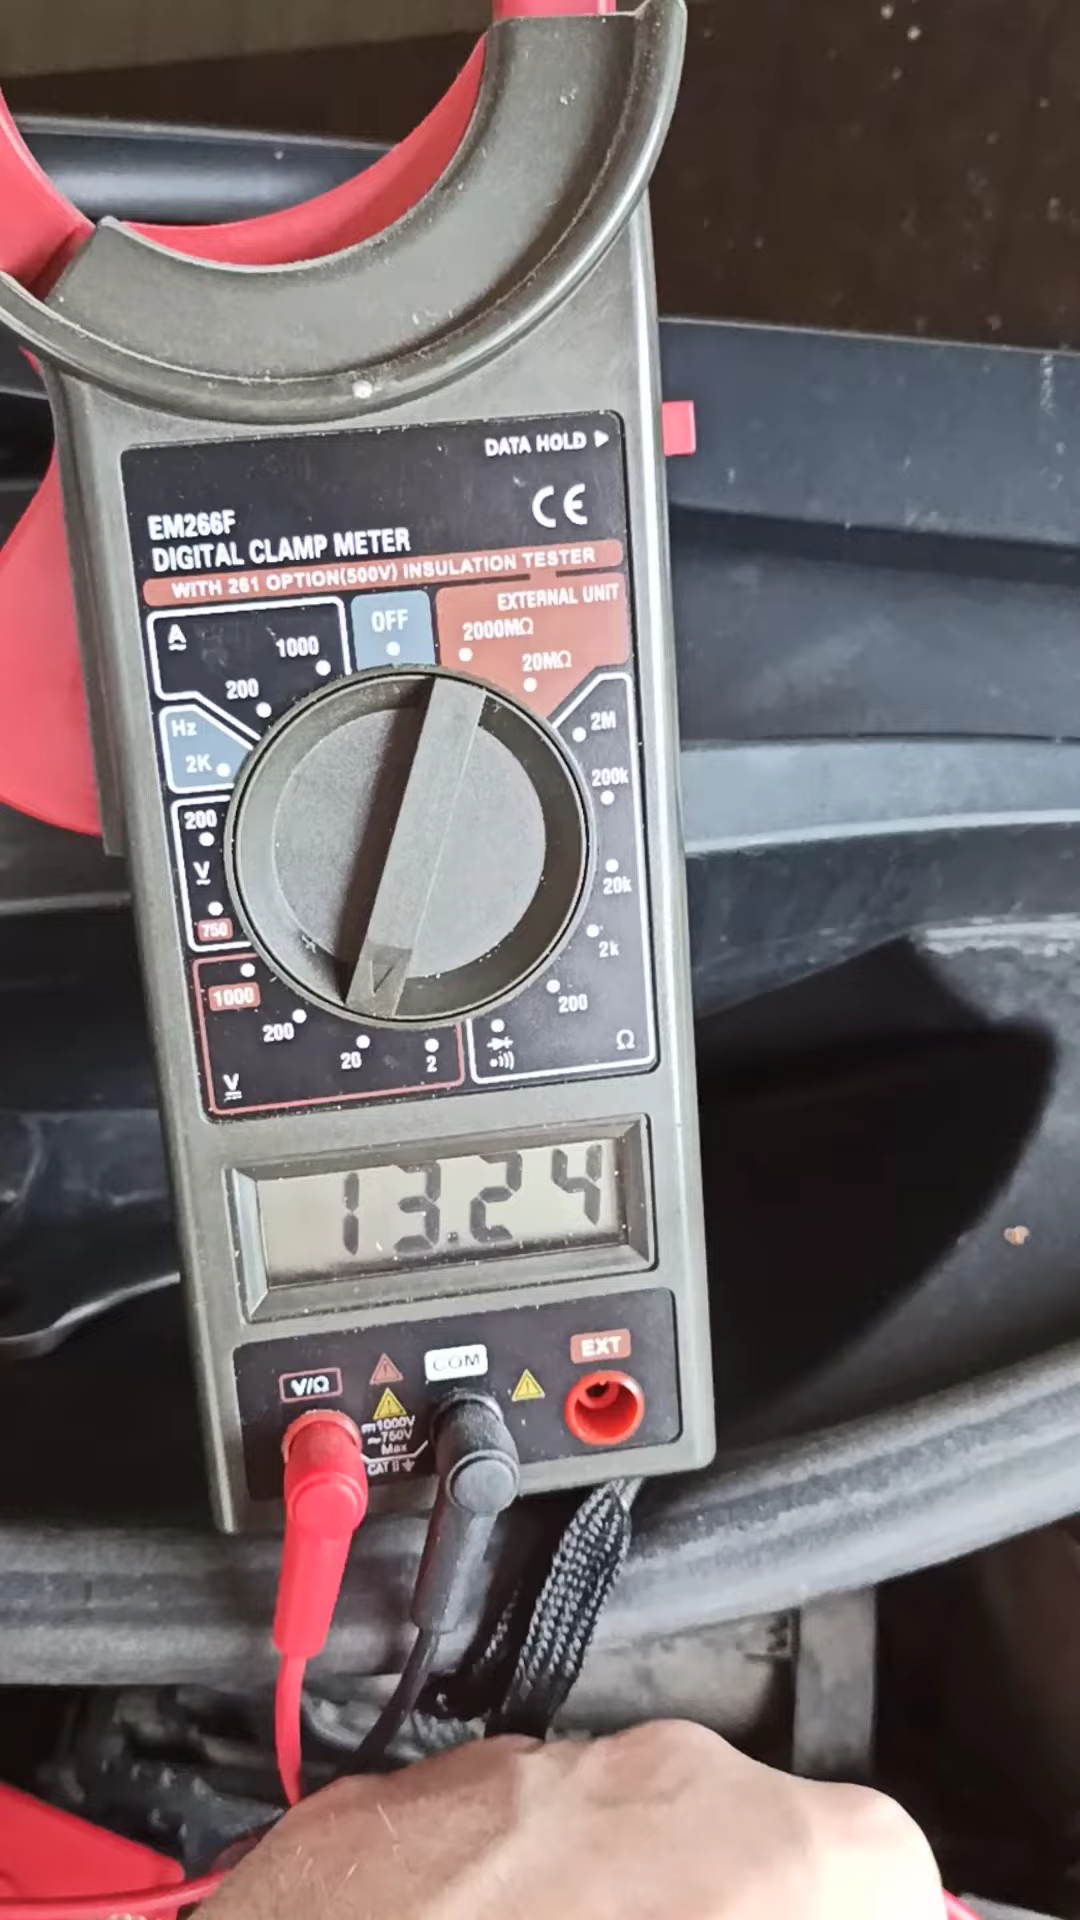 DATA HOLD ▶
CE
EM266F
DIGITAL CLAMP METER
WITH 261 OPTION(500V) INSULATION TESTER
A
~
1000
200
OFF
EXTERNAL UNIT
2000MΩ
20MΩ
Hz
2K
200
V
~
750
1000
200
20
2
V
2M
200k
20k
2k
200
Ω
•)))
13.24
EXT
COM
V/Ω
⎓1000V
~750V
Max
CAT II